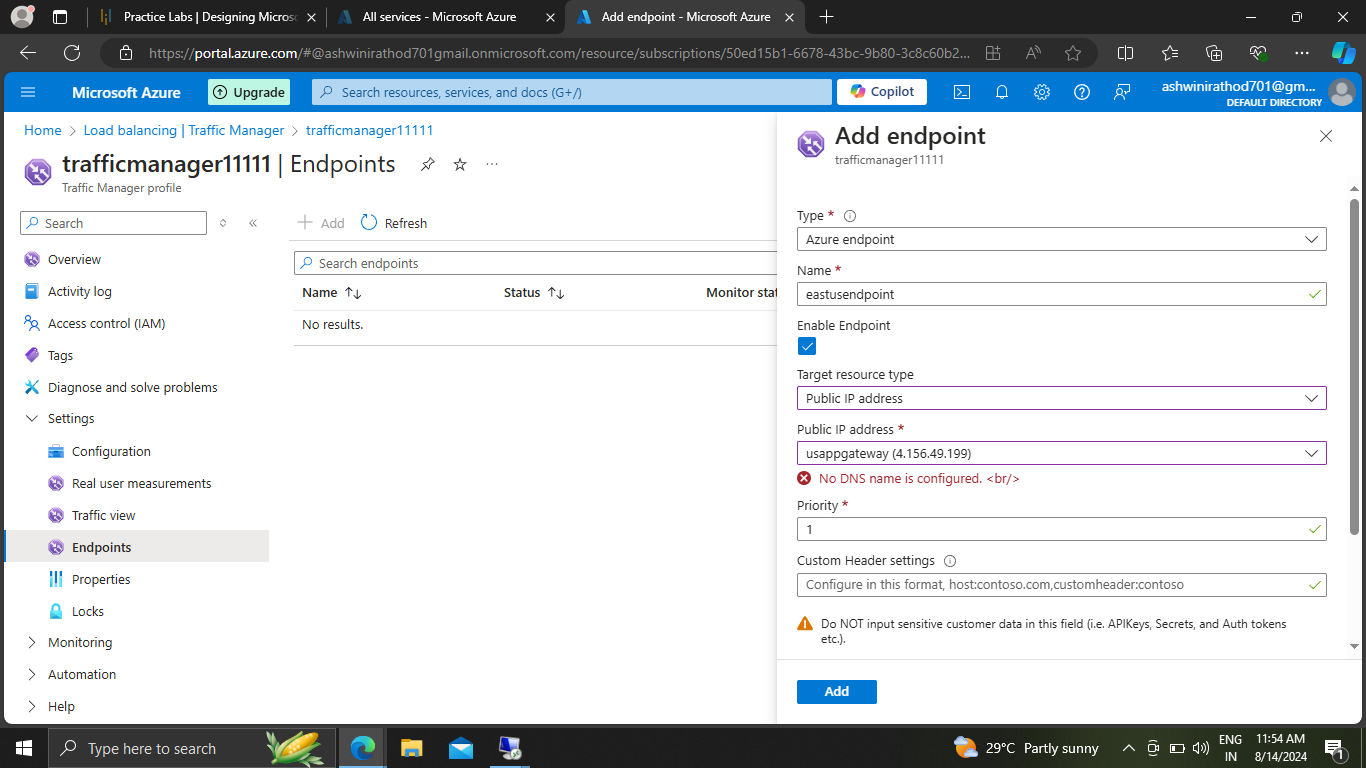 Practice Labs | Designing Microsc
All services - Microsoft Azure
Add endpoint - Microsoft Azure
https://portal.azure.com/#@ashwinirathod701gmail.onmicrosoft.com/resource/subscriptions/50ed15b1-6678-43bc-9b80-3c8c60b2...
Microsoft Azure
Upgrade
Search resources, services, and docs (G+/)
Copilot
ashwinirathod701@gm...
DEFAULT DIRECTORY
Home > Load balancing | Traffic Manager > trafficmanager11111
trafficmanager11111 | Endpoints
Traffic Manager profile
Search
Overview
Activity log
Access control (IAM)
Tags
Diagnose and solve problems
Settings
Configuration
Real user measurements
Traffic view
Endpoints
Properties
Locks
Monitoring
Automation
Help
Add
Refresh
Search endpoints
Name Status Monitor stat
No results.
Add endpoint
trafficmanager11111
Type *
Azure endpoint
Name *
eastusendpoint
Enable Endpoint
Target resource type
Public IP address
Public IP address *
usappgateway (4.156.49.199)
No DNS name is configured. <br/>
Priority *
1
Custom Header settings
Configure in this format, host:contoso.com,customheader:contoso
Do NOT input sensitive customer data in this field (i.e. APIKeys, Secrets, and Auth tokens
etc.).
Add
Type here to search
29°C Partly sunny
ENG
IN
11:54 AM
8/14/2024
1